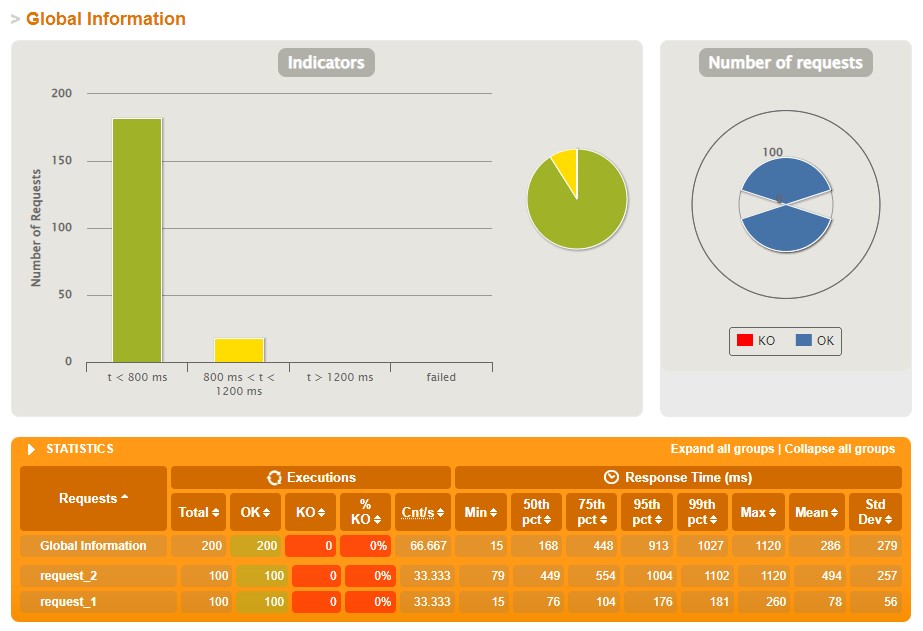 > Global Information
Indicators
Number of Requests
200
150
100
50
0
t < 800 ms
800 ms < t <
1200 ms
t > 1200 ms
failed
Number of requests
100
KO
OK
STATISTICS
Expand all groups | Collapse all groups
Requests
Executions
Response Time (ms)
Total
OK
KO
%
KO
Cnt/s
Min
50th
pct
75th
pct
95th
pct
99th
pct
Max
Mean
Std
Dev
Global Information 200 200 0 0% 66.667 15 168 448 913 1027 1120 286 279
request_2 100 100 0 0% 33.333 79 449 554 1004 1102 1120 494 257
request_1 100 100 0 0% 33.333 15 76 104 176 181 260 78 56